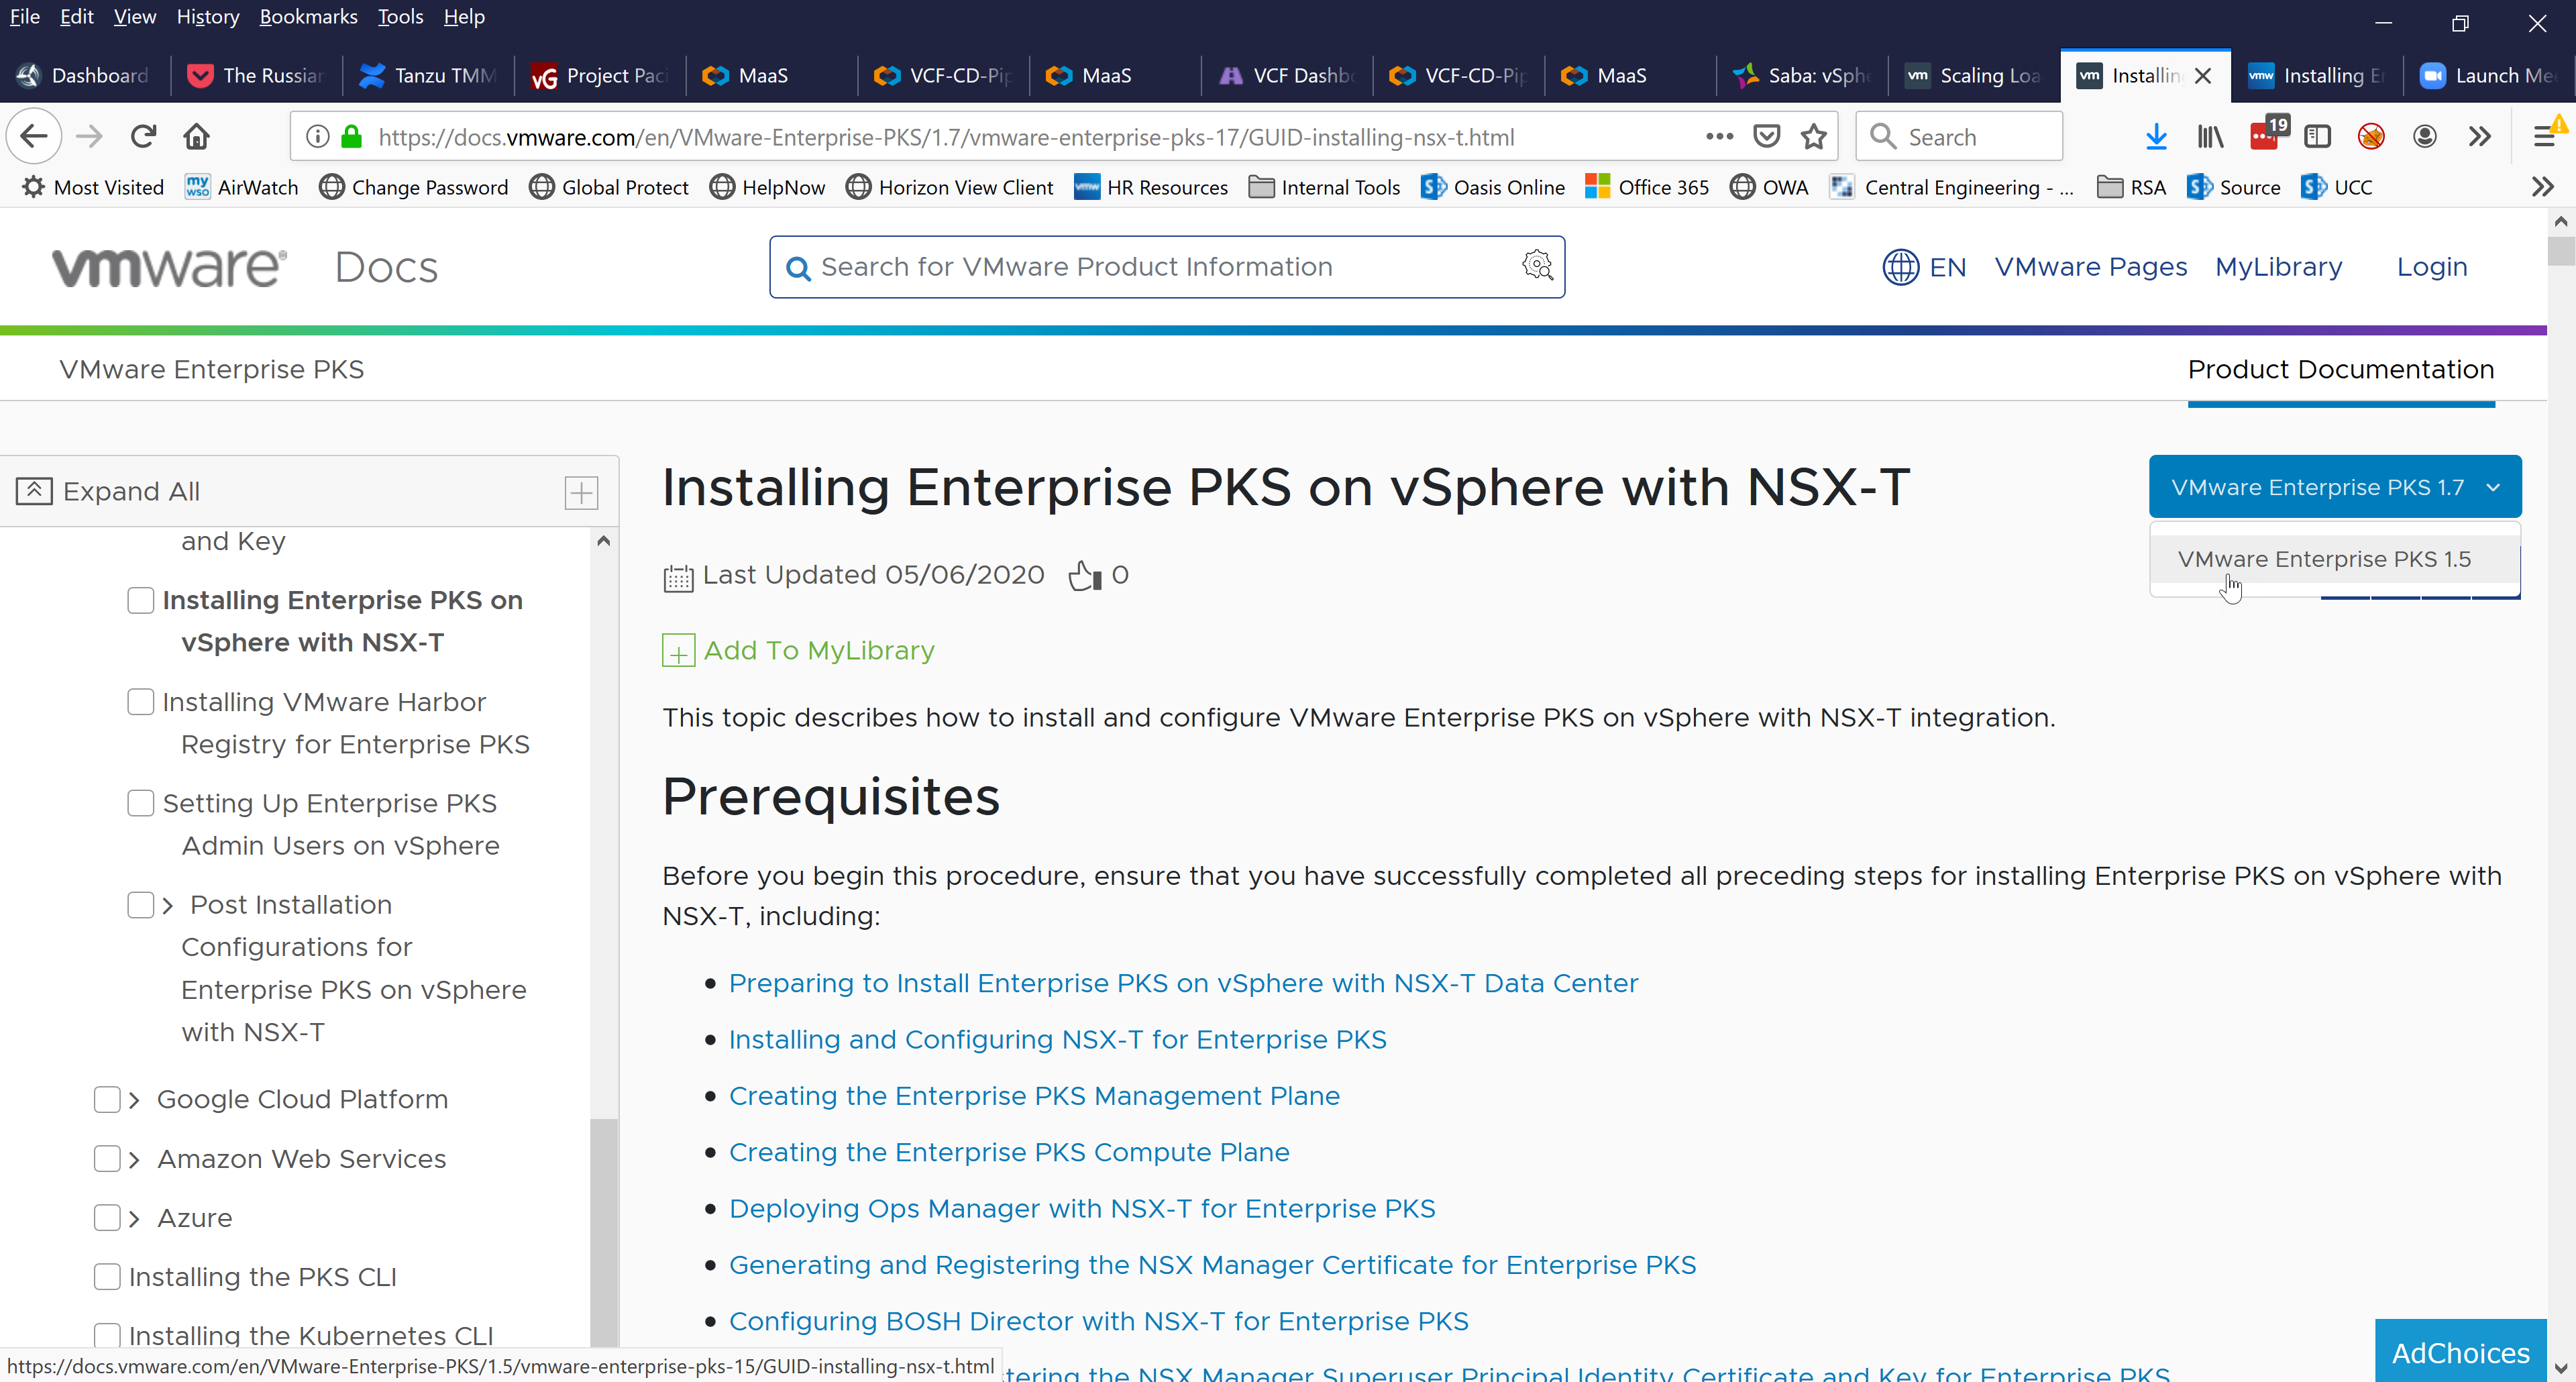 File Edit View History Bookmarks Tools Help
Dashboard The Russian Tanzu TMM Project Paci MaaS VCF-CD-Pip MaaS VCF Dashbo VCF-CD-Pip MaaS Saba: vSphe Scaling Loa Installin Installing E Launch Me
https://docs.vmware.com/en/VMware-Enterprise-PKS/1.7/vmware-enterprise-pks-17/GUID-installing-nsx-t.html Search 19
Most Visited AirWatch Change Password Global Protect HelpNow Horizon View Client HR Resources Internal Tools Oasis Online Office 365 OWA Central Engineering - ... RSA Source UCC
vmware Docs Search for VMware Product Information EN VMware Pages MyLibrary Login
VMware Enterprise PKS Product Documentation
Expand All
and Key
Installing Enterprise PKS on
vSphere with NSX-T
Installing VMware Harbor
Registry for Enterprise PKS
Setting Up Enterprise PKS
Admin Users on vSphere
Post Installation
Configurations for
Enterprise PKS on vSphere
with NSX-T
Google Cloud Platform
Amazon Web Services
Azure
Installing the PKS CLI
Installing the Kubernetes CLI
Installing Enterprise PKS on vSphere with NSX-T
VMware Enterprise PKS 1.7
VMware Enterprise PKS 1.5
Last Updated 05/06/2020 0
Add To MyLibrary
This topic describes how to install and configure VMware Enterprise PKS on vSphere with NSX-T integration.
Prerequisites
Before you begin this procedure, ensure that you have successfully completed all preceding steps for installing Enterprise PKS on vSphere with
NSX-T, including:
Preparing to Install Enterprise PKS on vSphere with NSX-T Data Center
Installing and Configuring NSX-T for Enterprise PKS
Creating the Enterprise PKS Management Plane
Creating the Enterprise PKS Compute Plane
Deploying Ops Manager with NSX-T for Enterprise PKS
Generating and Registering the NSX Manager Certificate for Enterprise PKS
Configuring BOSH Director with NSX-T for Enterprise PKS
tering the NSX Manager Superuser Principal Identity Certificate and Key for Enterprise PKS
AdChoices
https://docs.vmware.com/en/VMware-Enterprise-PKS/1.5/vmware-enterprise-pks-15/GUID-installing-nsx-t.html